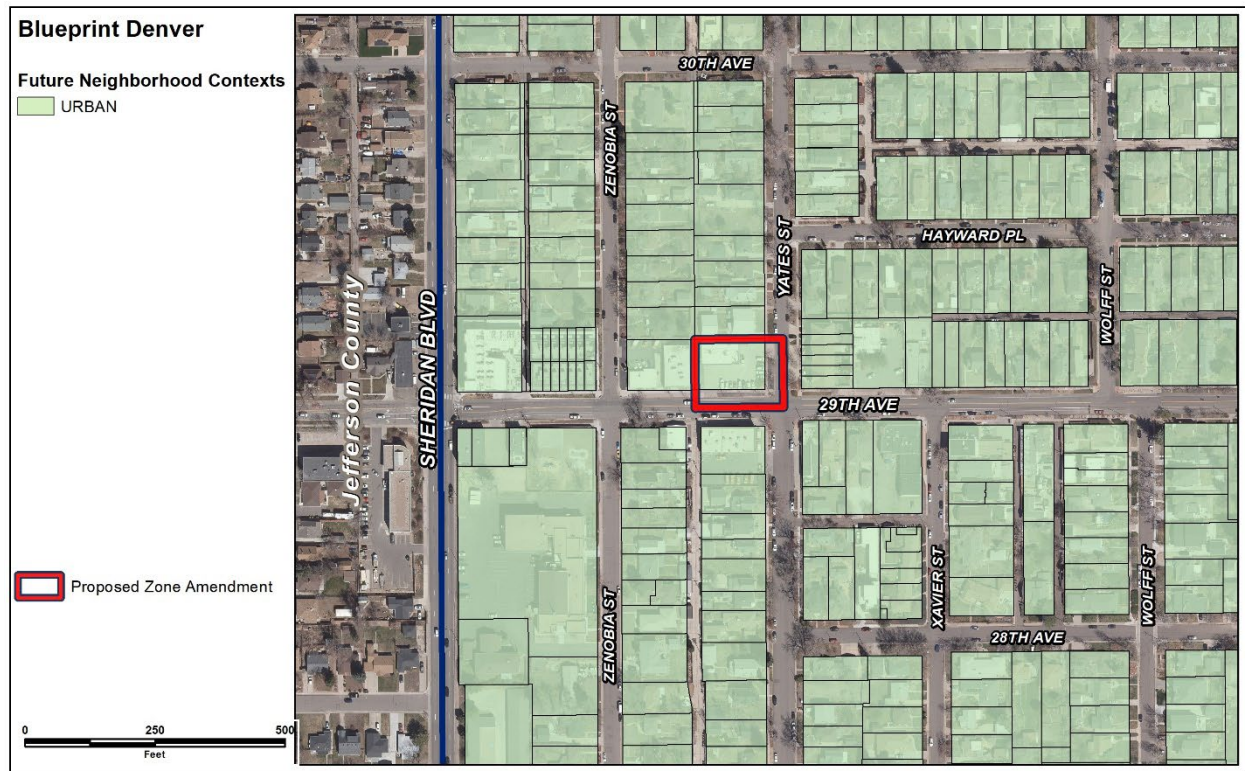 Blueprint Denver
Future Neighborhood Contexts
URBAN
Proposed Zone Amendment
0 250 500
Feet
Jefferson County
SHERIDAN BLVD
ZENOBIA ST
30TH AVE
YATES ST
HAYWARD PL
WOLFF ST
29TH AVE
ZENOBIA ST
XAVIER ST
28TH AVE
WOLFF ST